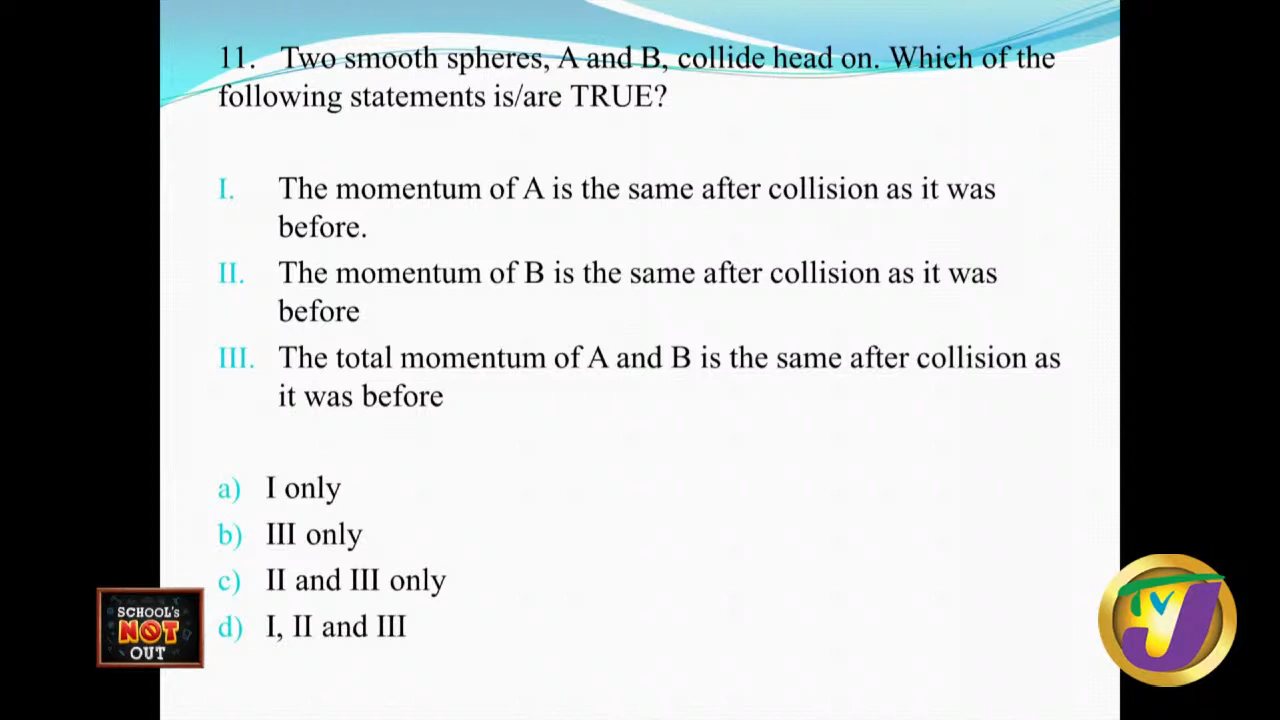 11. Two smooth spheres, A and B, collide head on. Which of the
following statements is/are TRUE?
I. The momentum of A is the same after collision as it was
before.
II. The momentum of B is the same after collision as it was
before
III. The total momentum of A and B is the same after collision as
it was before
a) I only
b) III only
c) II and III only
d) I, II and III
SCHOOL's
NOT
OUT
TVJ